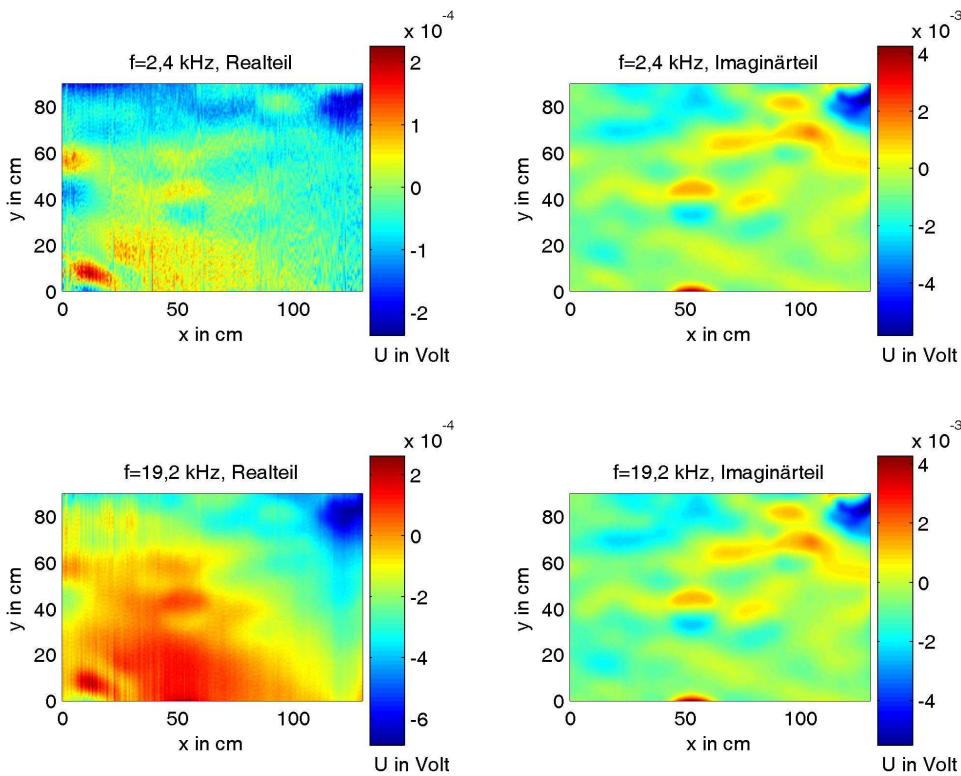 x 10⁻⁴
f=2,4 kHz, Realteil
2
1
0
-1
-2
U in Volt
80
60
40
20
0
y in cm
0 50 100
x in cm
x 10⁻³
f=2,4 kHz, Imaginärteil
4
2
0
-2
-4
U in Volt
80
60
40
20
0
y in cm
0 50 100
x in cm
x 10⁻⁴
f=19,2 kHz, Realteil
2
0
-2
-4
-6
U in Volt
80
60
40
20
0
y in cm
0 50 100
x in cm
x 10⁻³
f=19,2 kHz, Imaginärteil
4
2
0
-2
-4
U in Volt
80
60
40
20
0
y in cm
0 50 100
x in cm